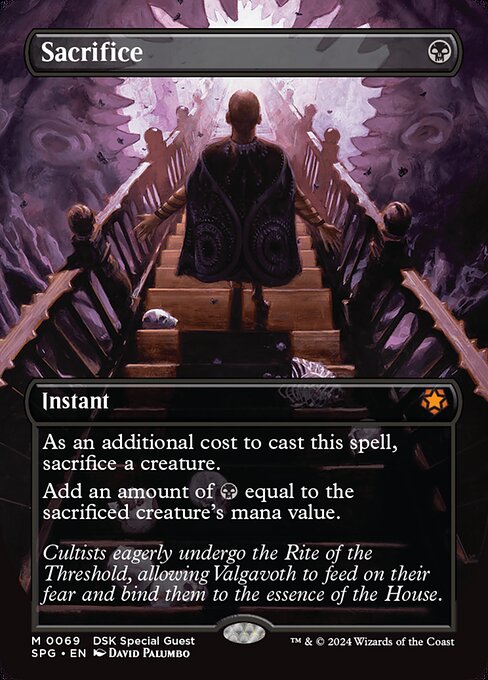 Sacrifice
Instant
As an additional cost to cast this spell,
sacrifice a creature.
Add an amount of equal to the
sacrificed creature's mana value.
Cultists eagerly undergo the Rite of the
Threshold, allowing Valgavoth to feed on their
fear and bind them to the essence of the House.
M 0069 DSK Special Guest
SPG • EN DAVID PALUMBO
™ & © 2024 Wizards of the Coast